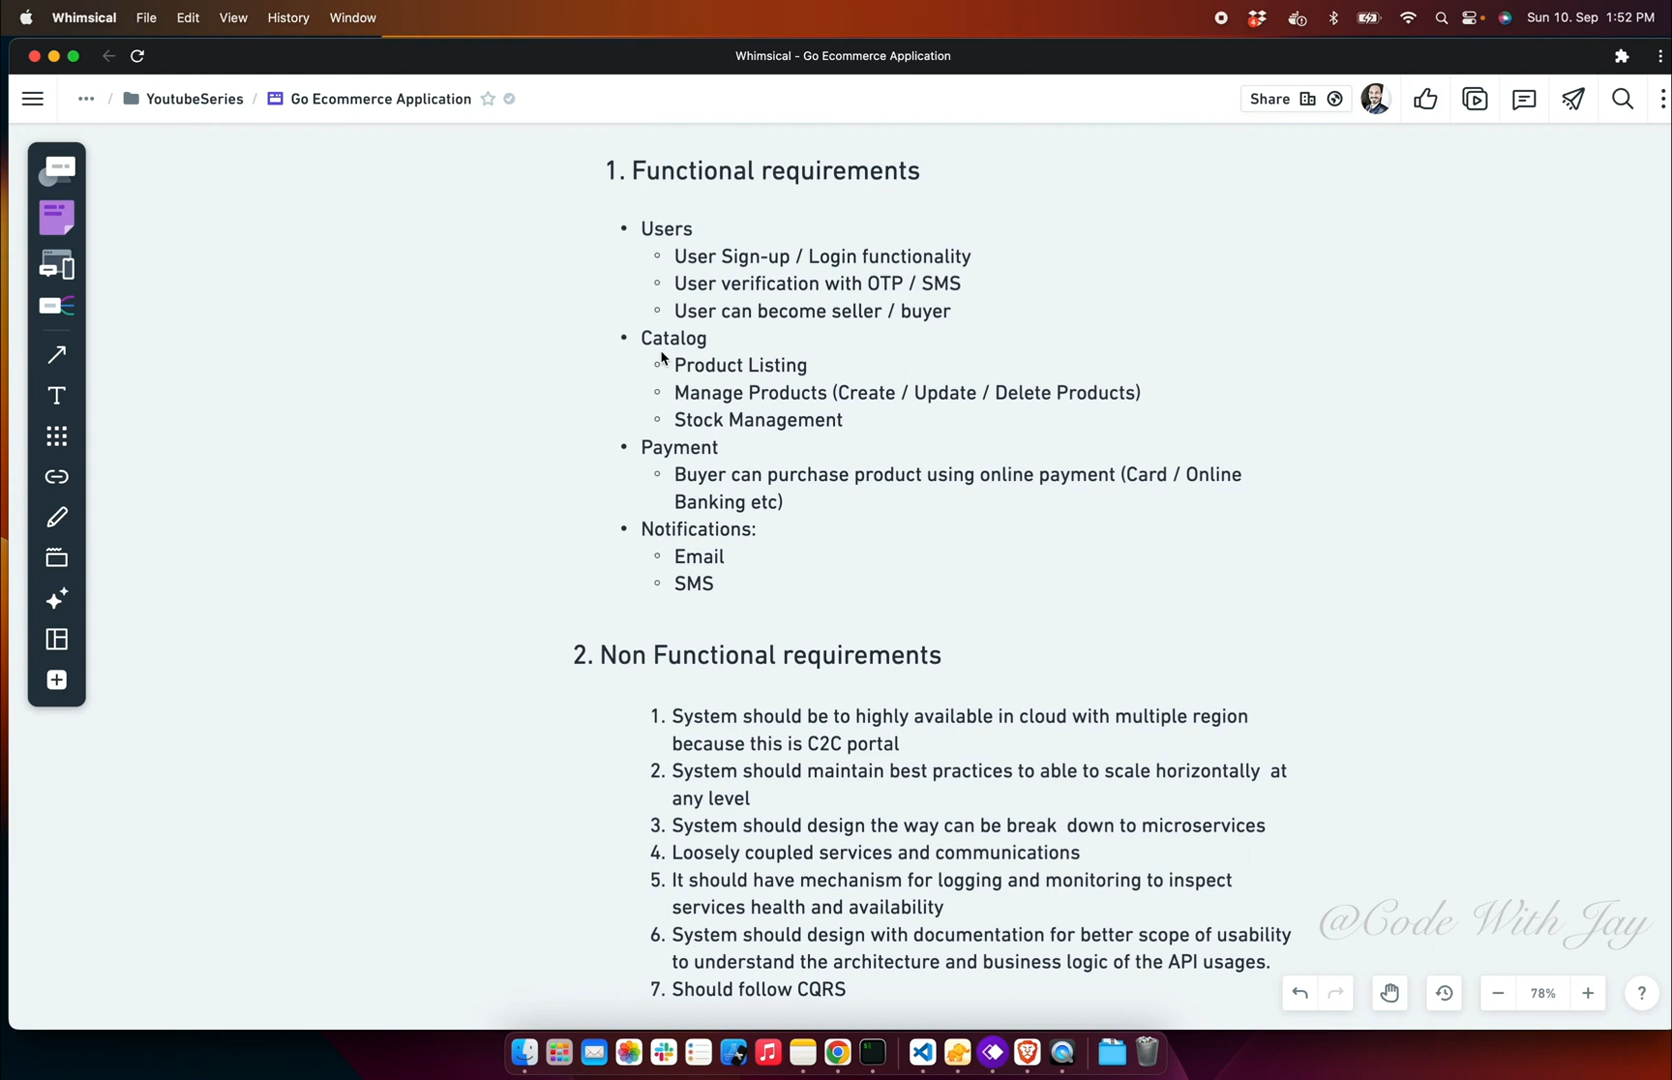 Whimsical File Edit View History Window Sun 10. Sep 1:52 PM
Whimsical - Go Ecommerce Application
... / YoutubeSeries / Go Ecommerce Application Share
1. Functional requirements
• Users
◦ User Sign-up / Login functionality
◦ User verification with OTP / SMS
◦ User can become seller / buyer
• Catalog
◦ Product Listing
◦ Manage Products (Create / Update / Delete Products)
◦ Stock Management
• Payment
◦ Buyer can purchase product using online payment (Card / Online
Banking etc)
• Notifications:
◦ Email
◦ SMS
2. Non Functional requirements
1. System should be to highly available in cloud with multiple region
because this is C2C portal
2. System should maintain best practices to able to scale horizontally at
any level
3. System should design the way can be break down to microservices
4. Loosely coupled services and communications
5. It should have mechanism for logging and monitoring to inspect
services health and availability
6. System should design with documentation for better scope of usability
to understand the architecture and business logic of the API usages.
7. Should follow CQRS
@Code With Jay
78%
?